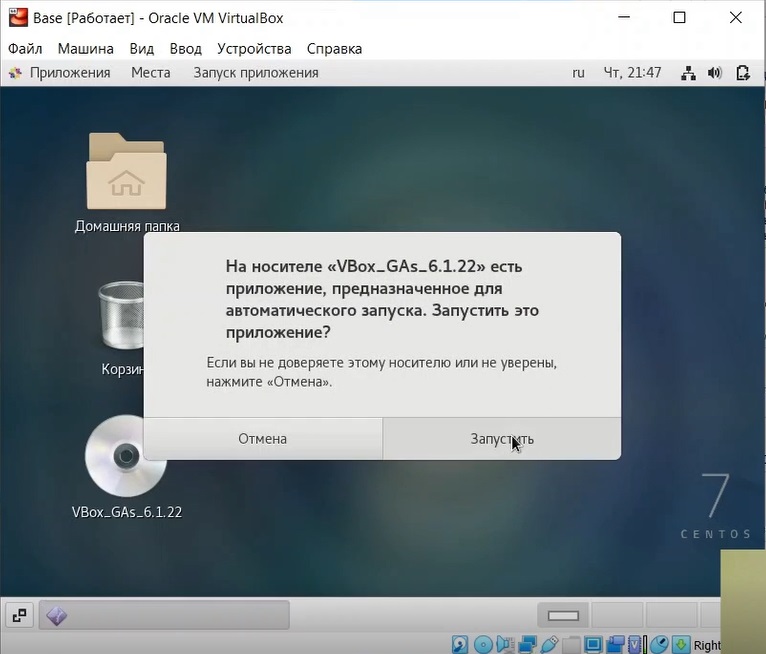 Base [Работает] - Oracle VM VirtualBox
Файл Машина Вид Ввод Устройства Справка
Приложения Места Запуск приложения ru Чт, 21:47
Домашняя папка
На носителе «VBox_GAs_6.1.22» есть
приложение, предназначенное для
автоматического запуска. Запустить это
приложение?
Если вы не доверяете этому носителю или не уверены,
нажмите «Отмена».
Корзин
Отмена Запустить
VBox_GAs_6.1.22
7
CENTOS
Right